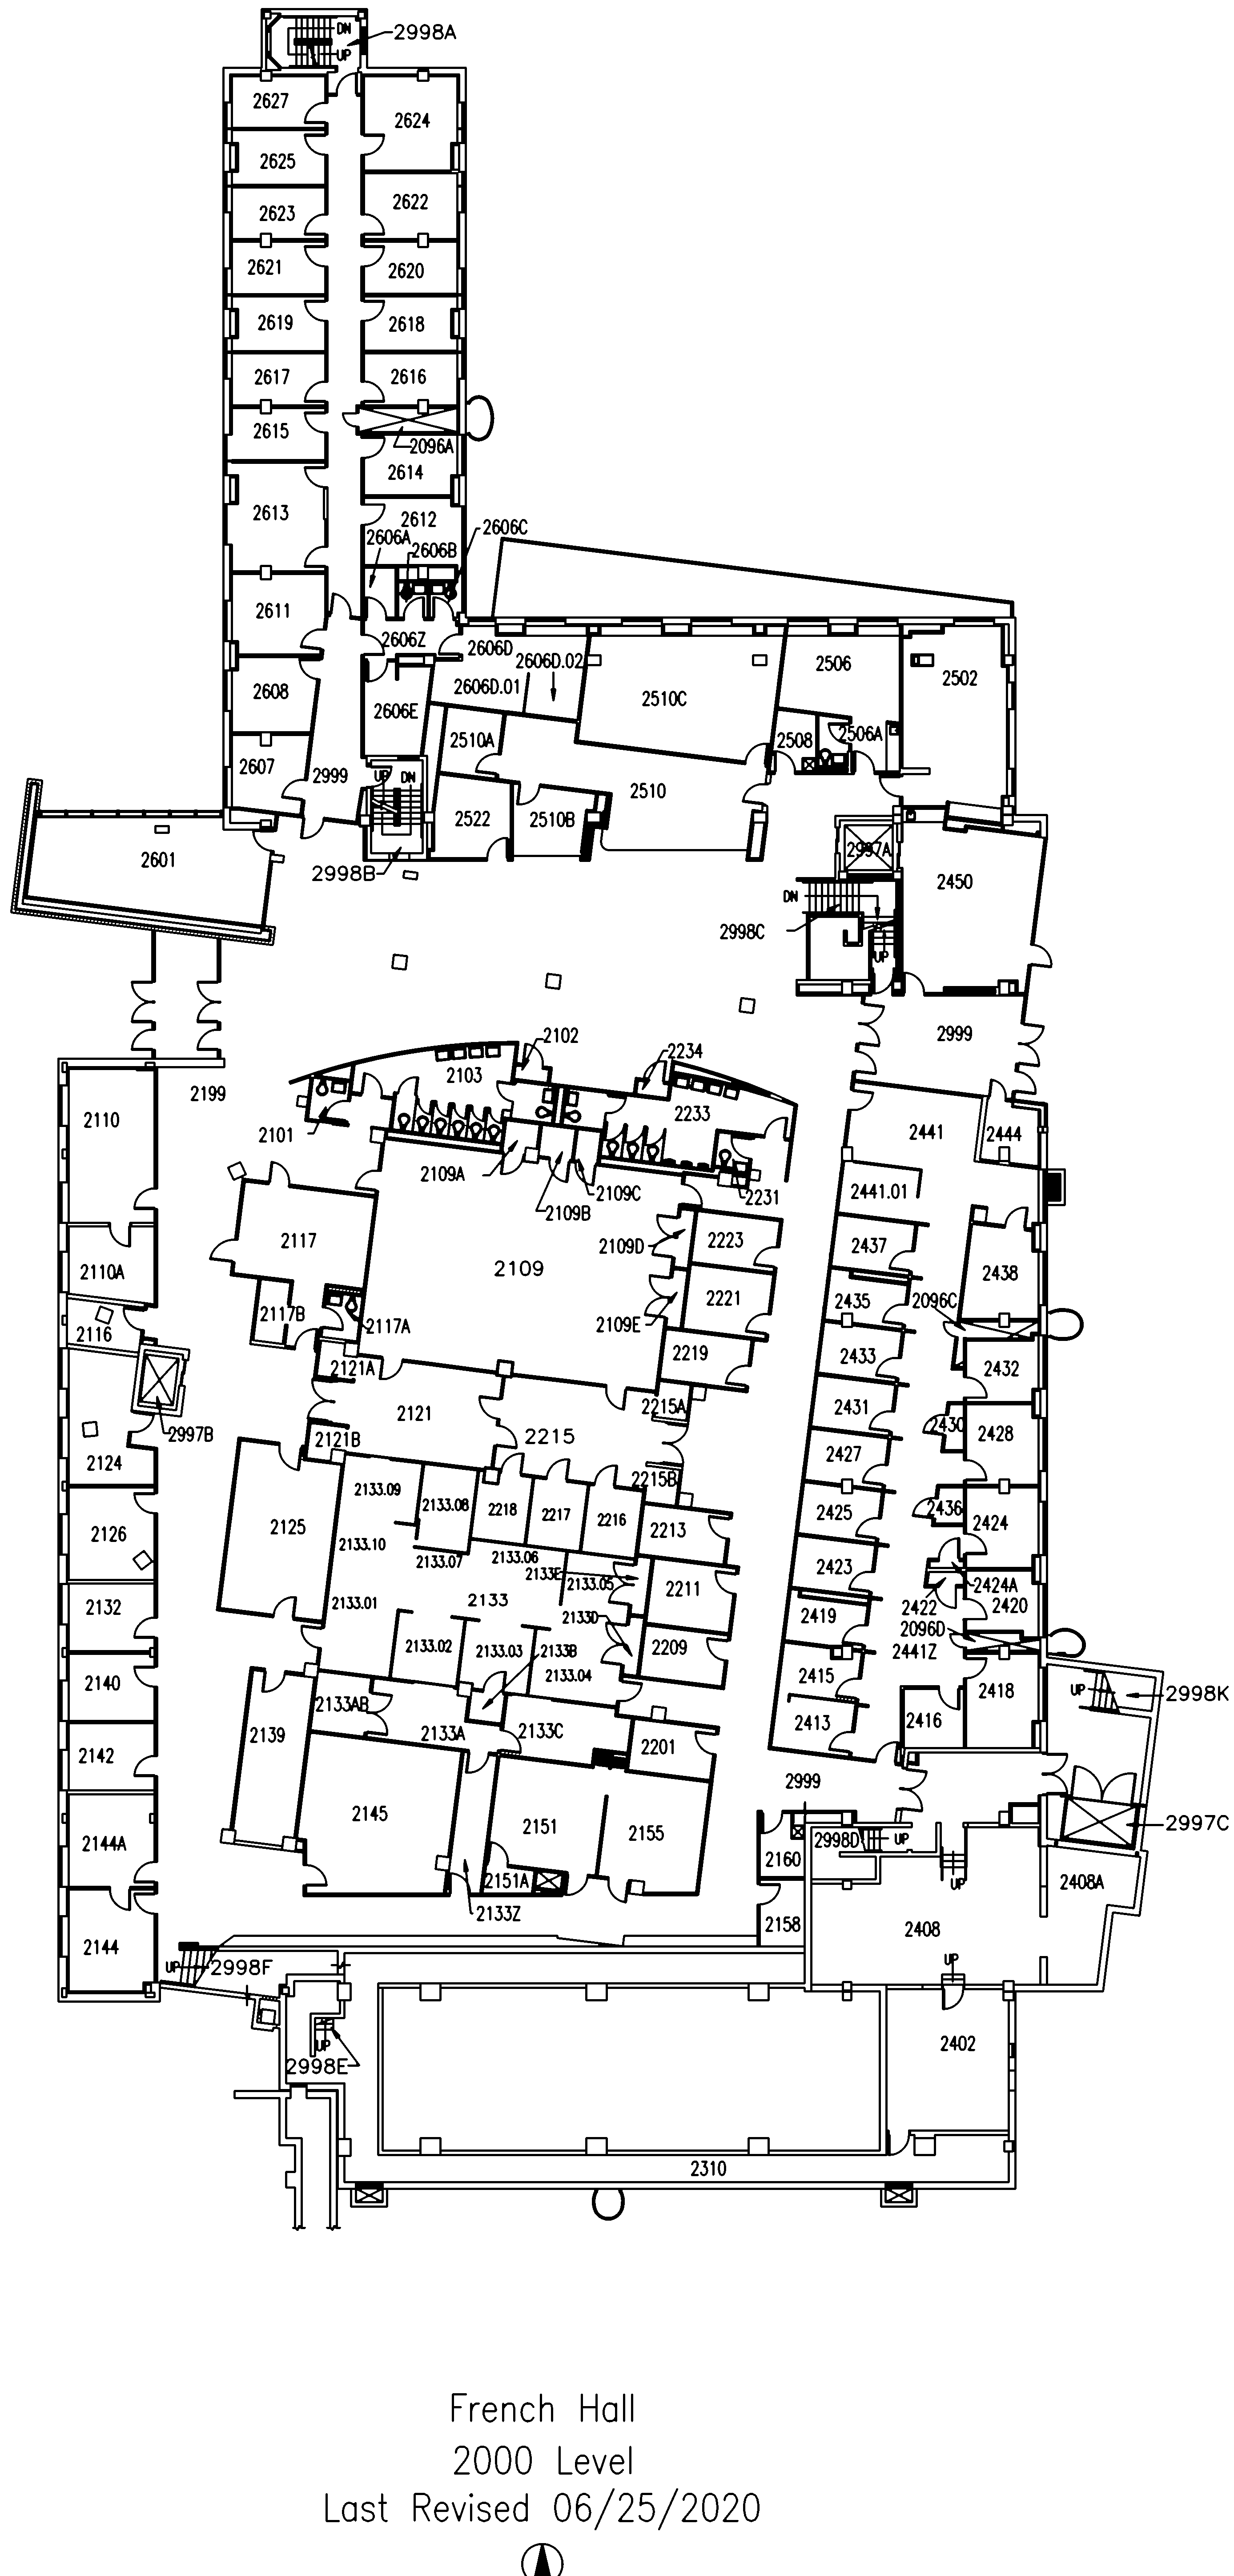 DN
2998A
UP
2627
2624
2625
2622
2623
2621
2620
2619
2618
2617
2616
2615
2096A
2614
2613
2612
2606C
2606A
2606B
2611
2606Z
2606D
2606D.02
2506
2502
2608
2606D.01
2510C
2606E
2508
2506A
2510A
2607
2999
UP
DN
2510
2522
2510B
2601
2998B
2997A
2450
DN
2998C
UP
2999
2102
2234
2103
2199
2110
2233
2101
2441
2444
2109A
2109C
2231
2441.01
2109B
2117
2109D
2223
2437
2109
2110A
2438
2221
2435
2096C
2117B
2117A
2109E
2116
2219
2433
2432
2121A
2215A
2431
2121
2430
2428
2997B
2121B
2215
2427
2124
2215B
2133.09
2133.08
2218
2217
2216
2425
2436
2424
2125
2213
2126
2133.10
2133.07
2133.06
2133E
2133.05
2423
2424A
2211
2132
2133.01
2133
2133D
2419
2422
2420
2096D
2133.02
2133.03
2133B
2209
2441Z
2133.04
2140
2415
2418
UP
2998K
2133AB
2139
2133A
2133C
2201
2413
2416
2142
2999
2145
2151
2155
2997C
2144A
2998D
UP
2160
2151A
UP
2408A
2133Z
2158
2408
2144
UP
2998F
UP
UP
2998E
2402
2310
French Hall
2000 Level
Last Revised 06/25/2020